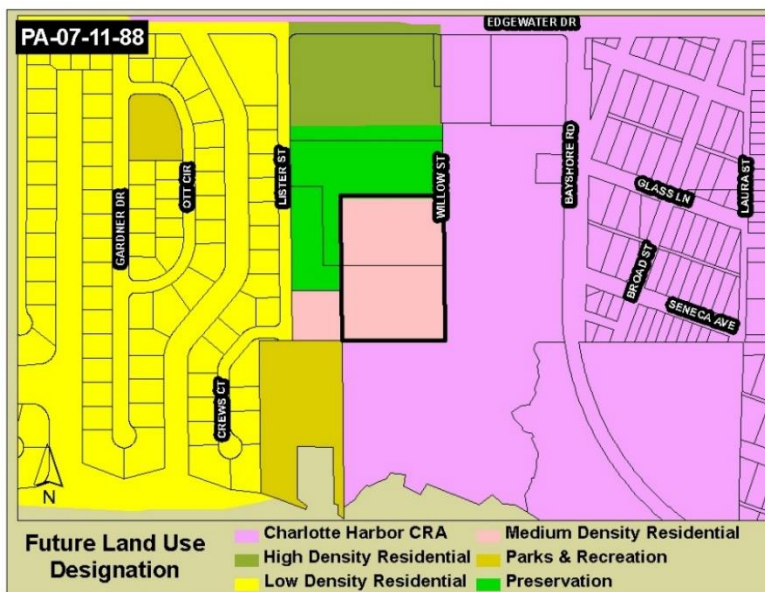 EDGEWATER DR
PA-07-11-88
LISTER ST
OTT CIR
GARDNER DR
WILLOW ST
BAYSHORE RD
GLASS LN
LAURA ST
BROAD ST
SENECA AVE
CREWS CT
N
Future Land Use
Designation
Charlotte Harbor CRA
High Density Residential
Low Density Residential
Medium Density Residential
Parks & Recreation
Preservation